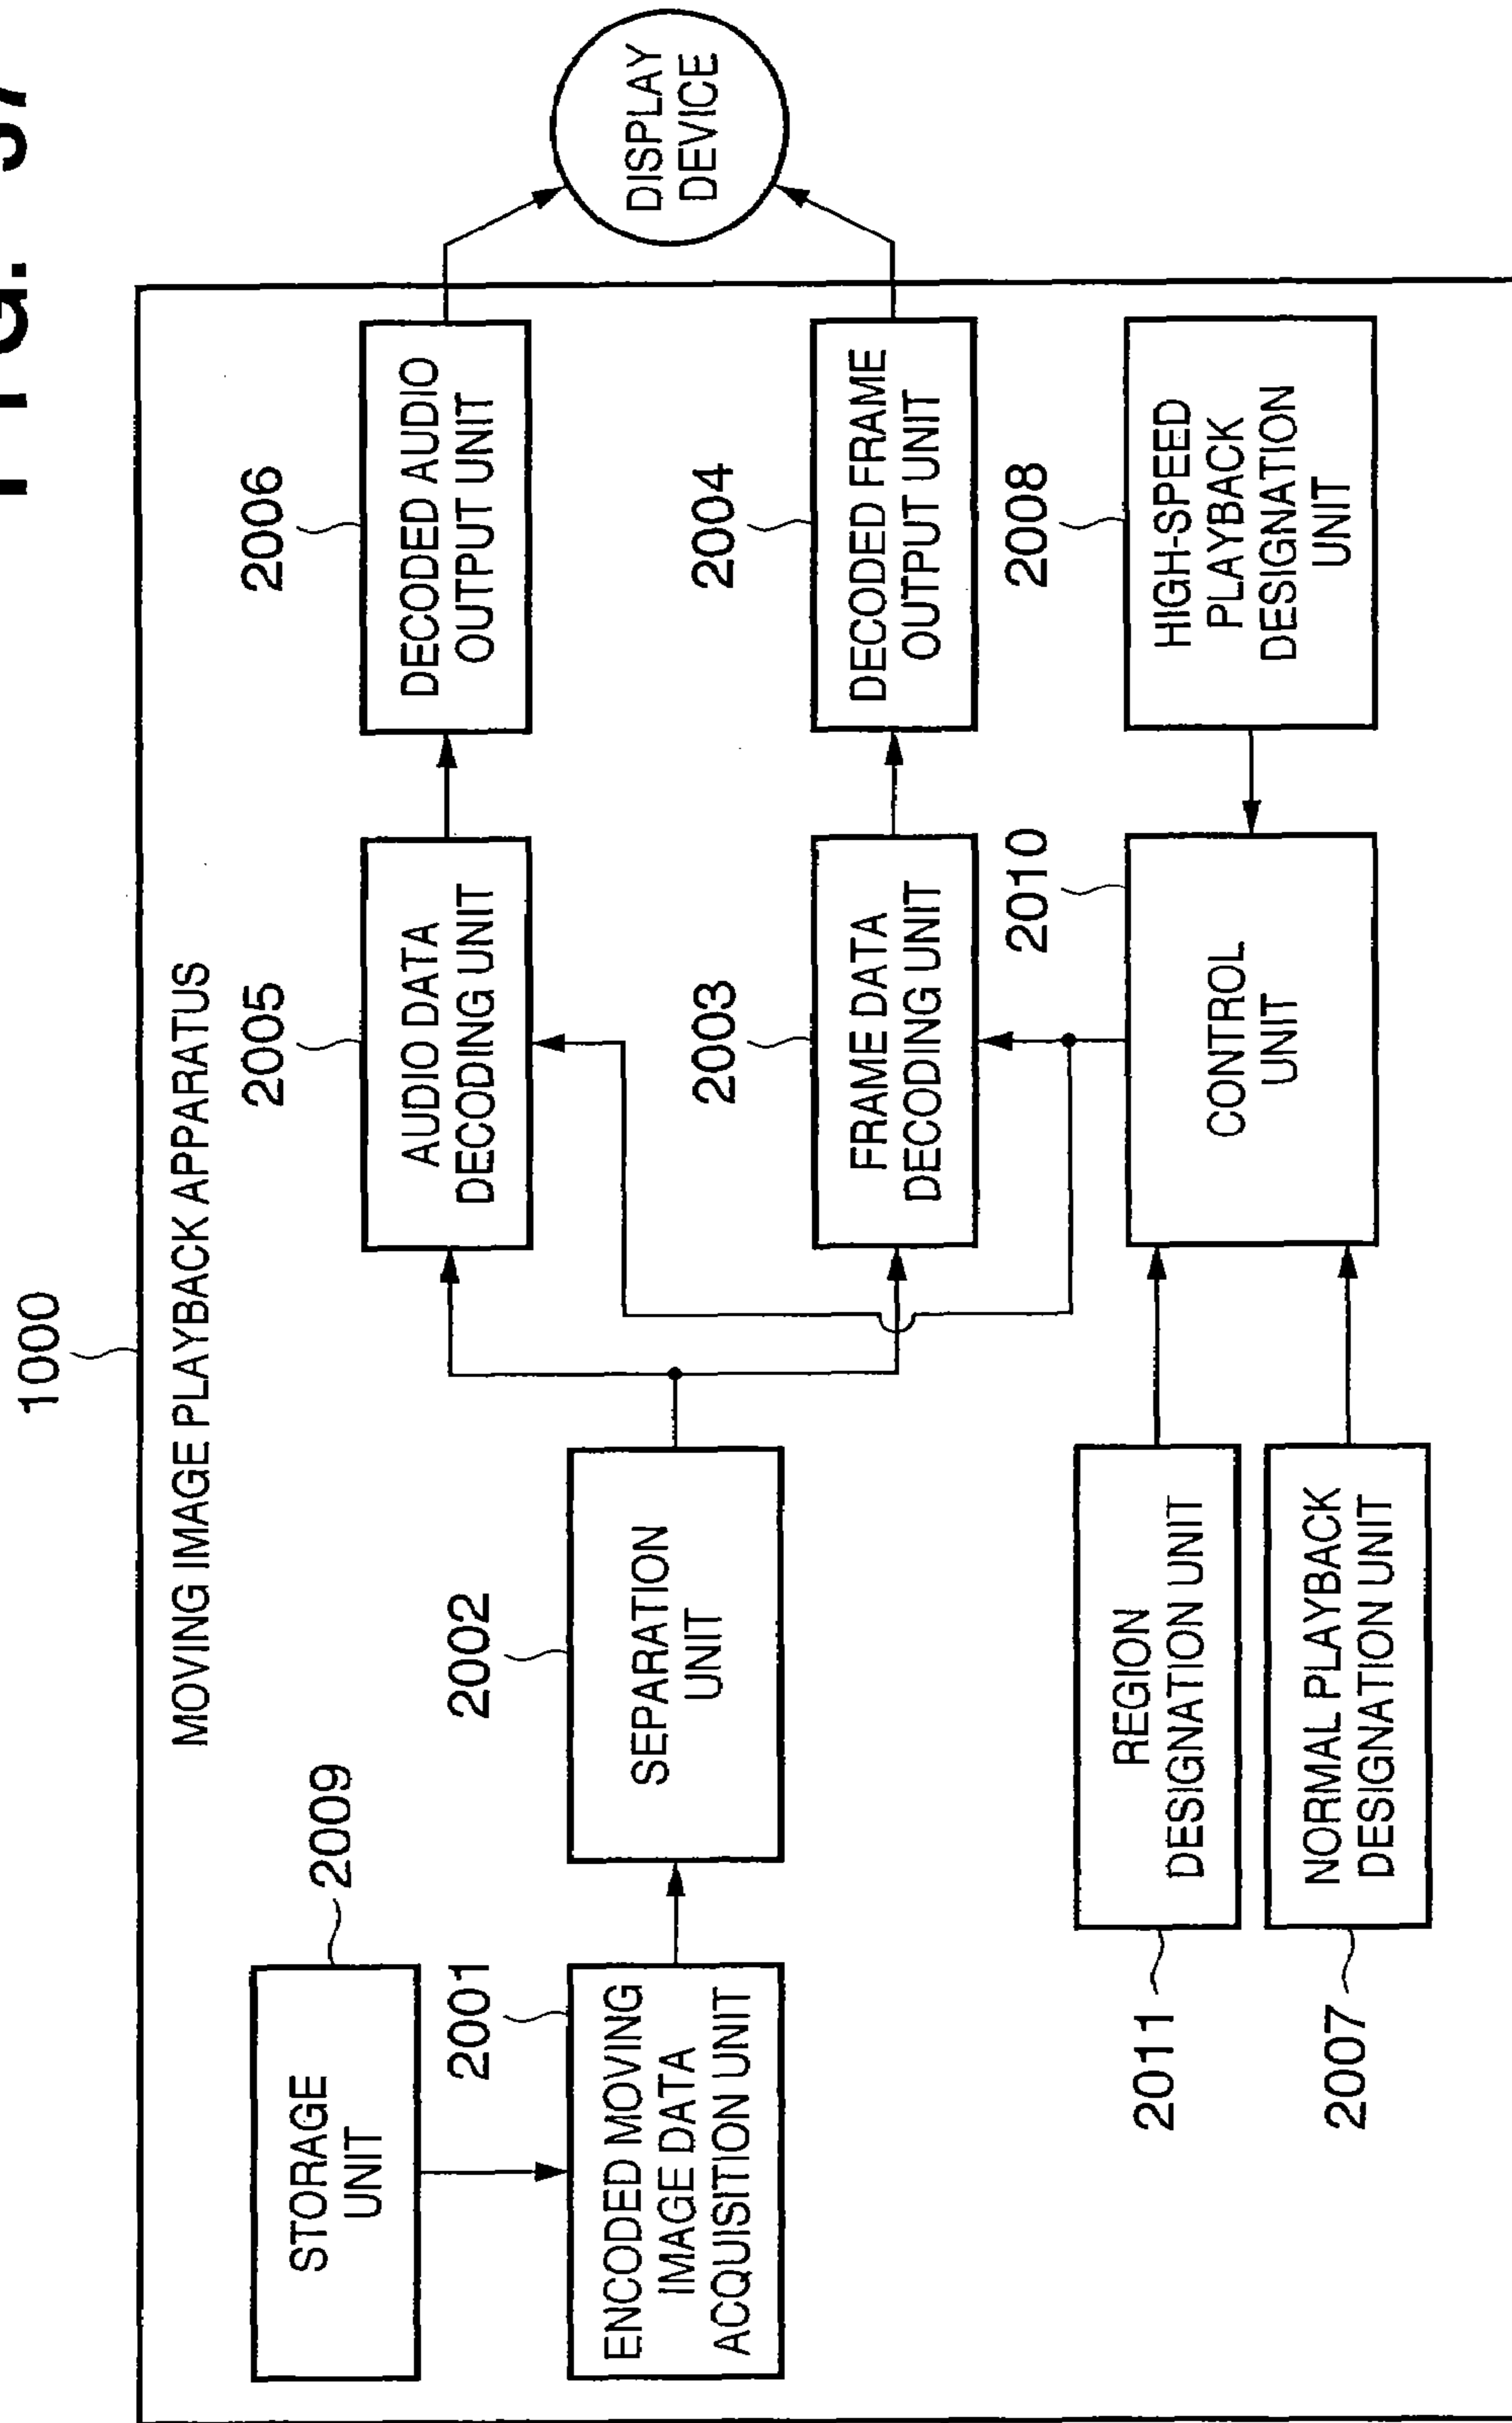 FIG. 37
1000
MOVING IMAGE PLAYBACK APPARATUS
STORAGE
UNIT
2009
2001
ENCODED MOVING
IMAGE DATA
ACQUISITION UNIT
2002
SEPARATION
UNIT
2005
AUDIO DATA
DECODING UNIT
2006
DECODED AUDIO
OUTPUT UNIT
DISPLAY
DEVICE
2003
FRAME DATA
DECODING UNIT
2004
DECODED FRAME
OUTPUT UNIT
2011
REGION
DESIGNATION UNIT
2007
NORMAL PLAYBACK
DESIGNATION UNIT
2010
CONTROL
UNIT
2008
HIGH-SPEED
PLAYBACK
DESIGNATION
UNIT